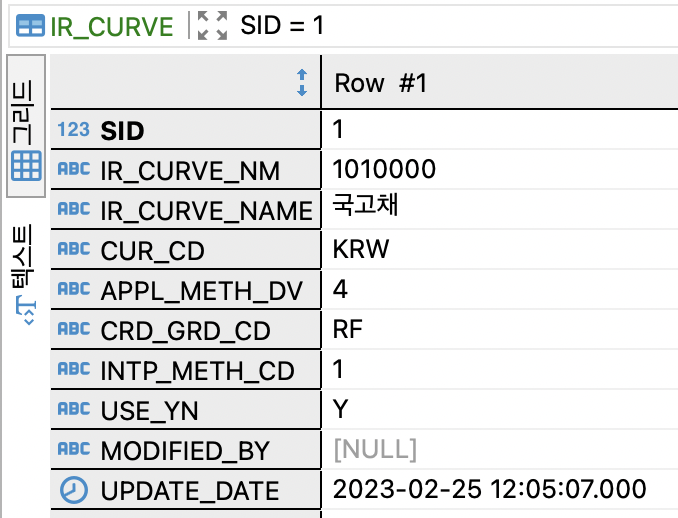 IR_CURVE SID = 1
그리드
텍스트
Row #1
123 SID 1
ABC IR_CURVE_NM 1010000
ABC IR_CURVE_NAME 국고채
ABC CUR_CD KRW
ABC APPL_METH_DV 4
ABC CRD_GRD_CD RF
ABC INTP_METH_CD 1
ABC USE_YN Y
ABC MODIFIED_BY [NULL]
UPDATE_DATE 2023-02-25 12:05:07.000